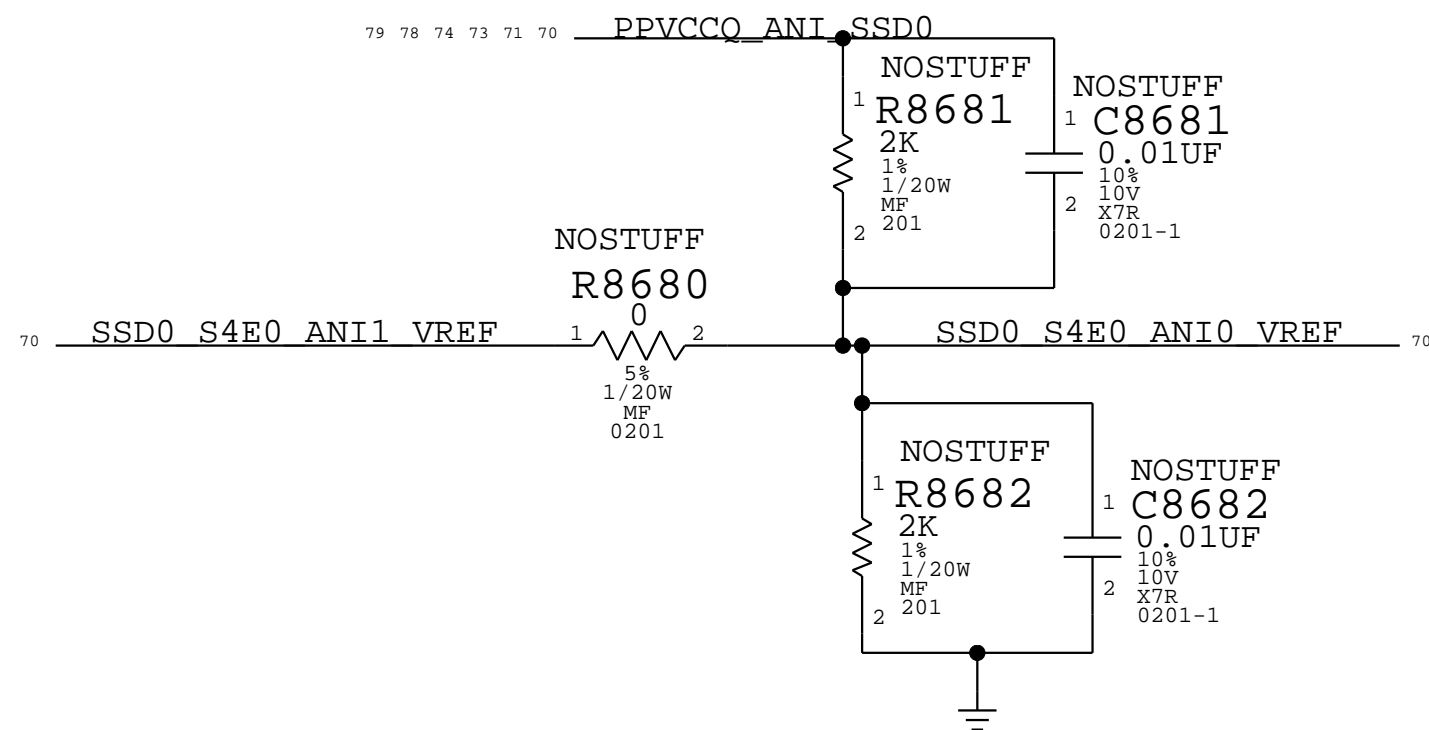 79 78 74 73 71 70 PPVCCQ_ANI_SSD0
NOSTUFF
1 R8681
2K
1%
1/20W
MF
201
2
NOSTUFF
1 C8681
0.01UF
10%
10V
X7R
0201-1
2
NOSTUFF
R8680
0
70 SSD0_S4E0_ANI1_VREF 1 2 SSD0_S4E0_ANI0_VREF 70
5%
1/20W
MF
0201
NOSTUFF
1 R8682
2K
1%
1/20W
MF
201
2
NOSTUFF
1 C8682
0.01UF
10%
10V
X7R
0201-1
2